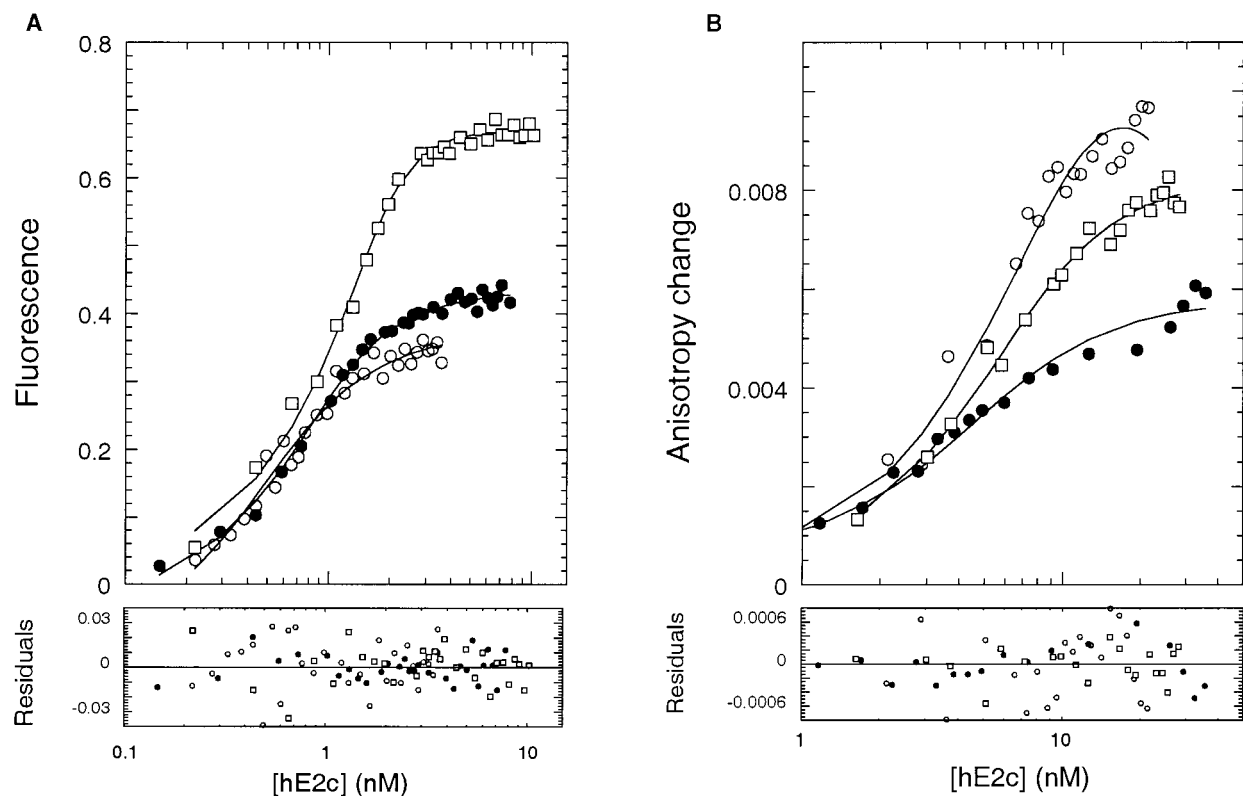 A
Fluorescence
0.8
0.6
0.4
0.2
0
Residuals
0.03
0
-0.03
0.1
1
10
[hE2c] (nM)
B
Anisotropy change
0.008
0.004
0
Residuals
0.0006
0
-0.0006
1
10
[hE2c] (nM)